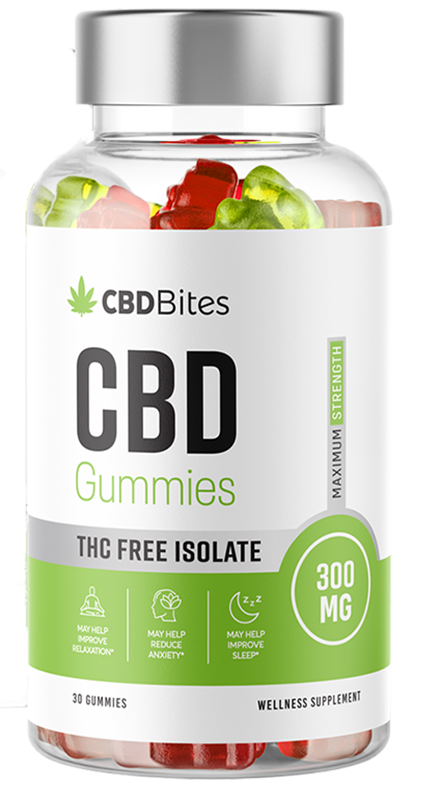 CBDBites
CBD
Gummies
MAXIMUM STRENGTH
THC FREE ISOLATE
300
MG
MAY HELP
IMPROVE
RELAXATION*
MAY HELP
REDUCE
ANXIETY*
zzz
MAY HELP
IMPROVE
SLEEP*
30 GUMMIES
WELLNESS SUPPLEMENT